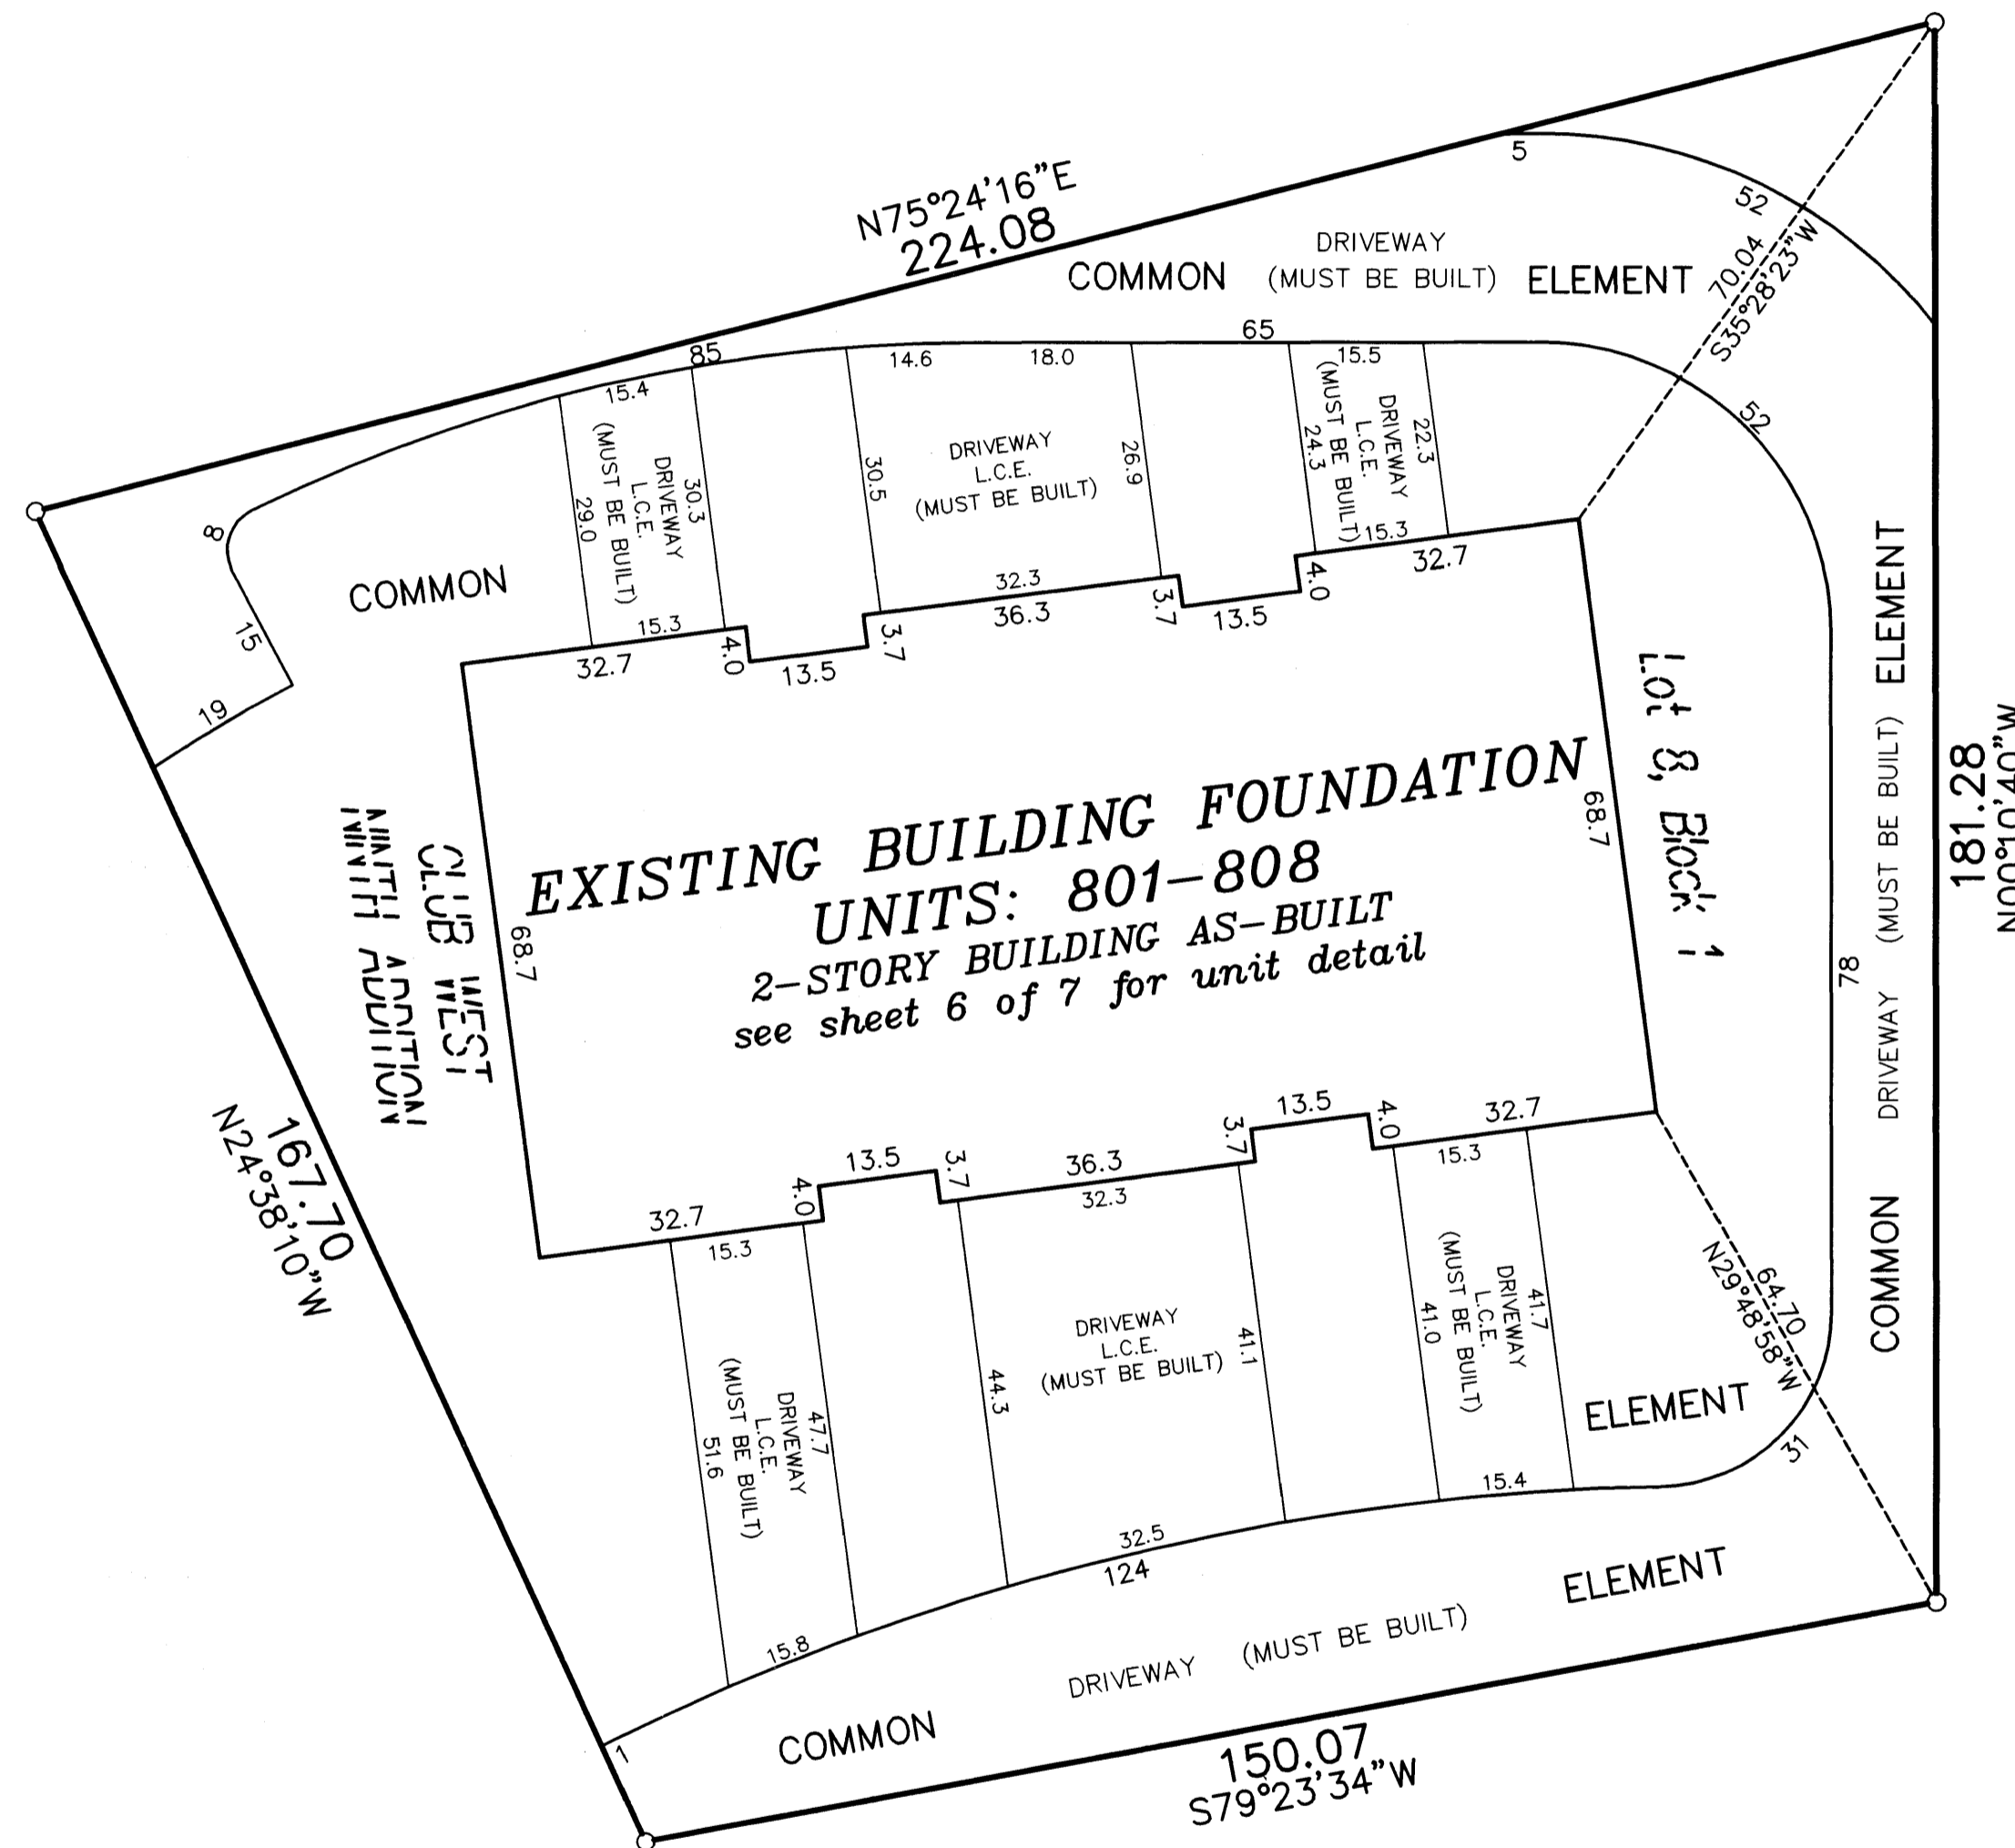 N75°24'16"E
224.08
5
52
DRIVEWAY
COMMON (MUST BE BUILT) ELEMENT
70.04
S35°28'23"W
85
65
14.6
18.0
15.5
15.4
52
22.3
DRIVEWAY
L.C.E.
(MUST BE BUILT)
24.3
26.9
DRIVEWAY
L.C.E.
(MUST BE BUILT)
30.5
30.3
DRIVEWAY
L.C.E.
(MUST BE BUILT)
29.0
8
15
19
COMMON
15.3
32.7
4.0
13.5
3.7
32.3
36.3
3.7
13.5
4.0
15.3
32.7
Lot 8, Block 1
68.7
ELEMENT
(MUST BE BUILT)
DRIVEWAY
COMMON
78
181.28
N00°10'40"W
EXISTING BUILDING FOUNDATION
UNITS: 801-808
2-STORY BUILDING AS-BUILT
see sheet 6 of 7 for unit detail
68.7
CLUB WEST
NINTH ADDITION
167.70
N24°38'10"W
32.7
15.3
4.0
13.5
3.7
36.3
32.3
3.7
13.5
4.0
32.7
15.3
64.70
N29°48'58"W
41.7
DRIVEWAY
L.C.E.
(MUST BE BUILT)
41.0
41.1
DRIVEWAY
L.C.E.
(MUST BE BUILT)
44.3
47.7
DRIVEWAY
L.C.E.
(MUST BE BUILT)
51.6
ELEMENT
31
15.4
32.5
124
15.8
1
COMMON DRIVEWAY (MUST BE BUILT) ELEMENT
150.07
S79°23'34"W